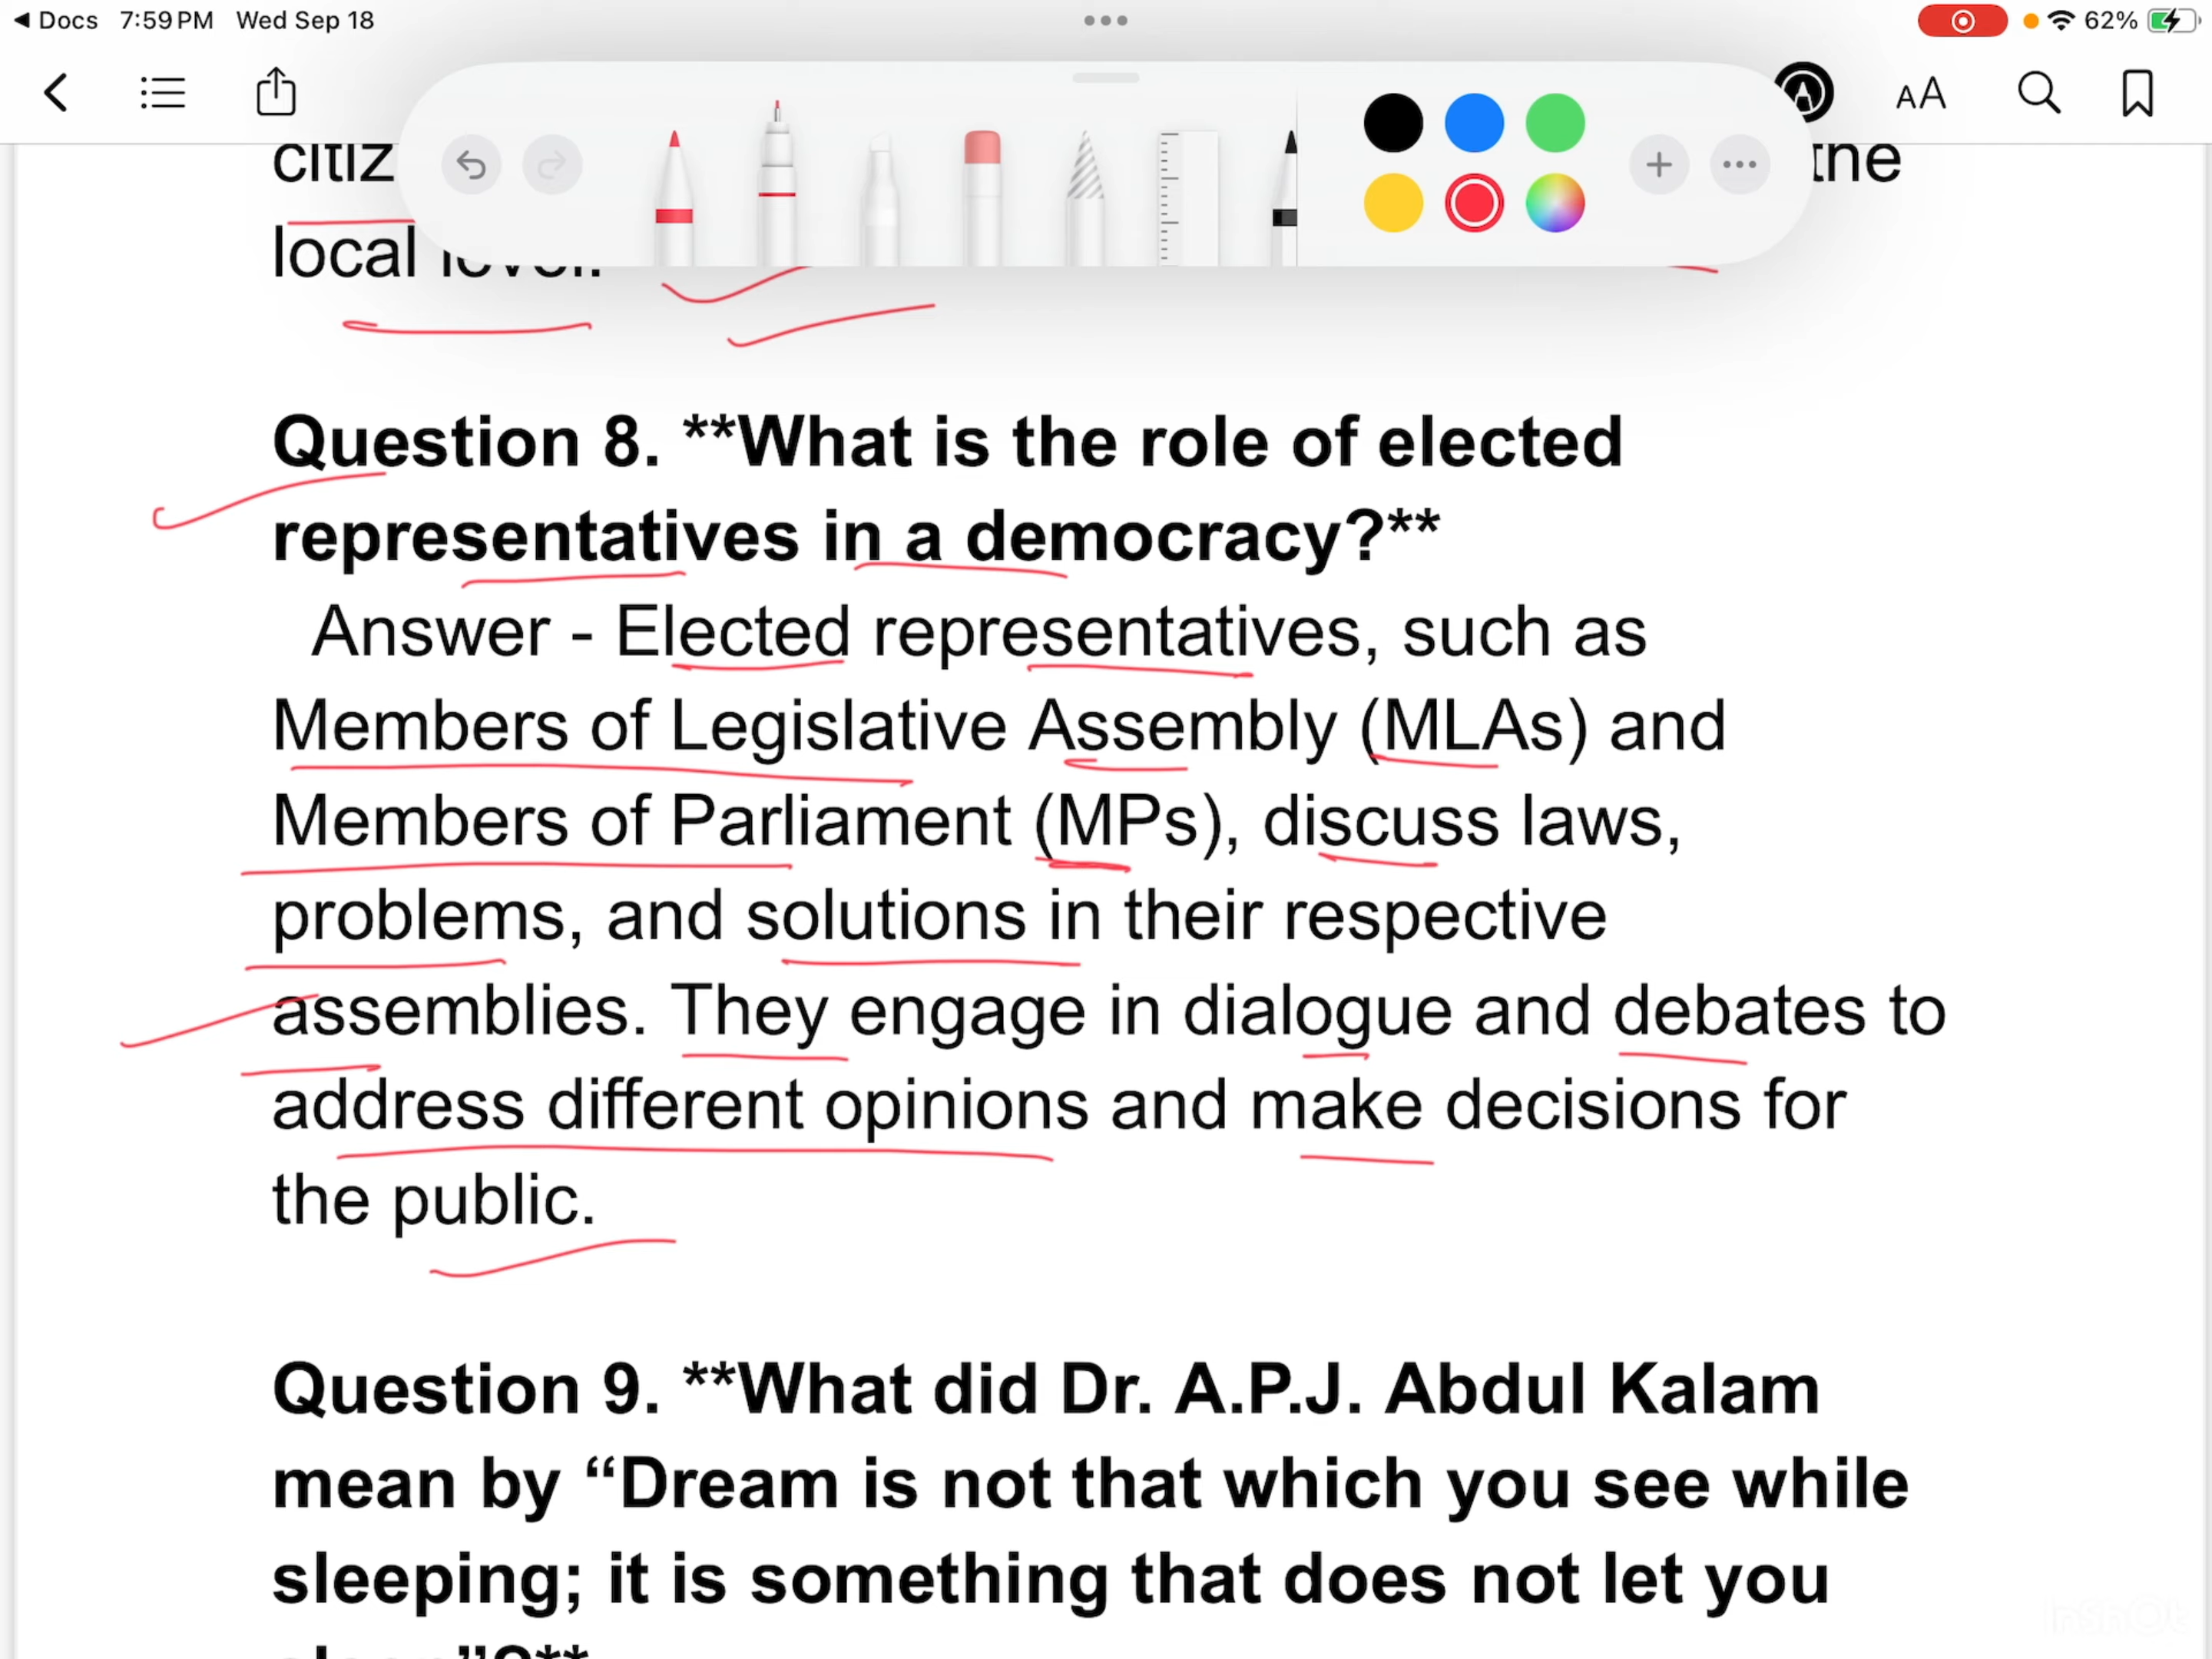 Docs 7:59 PM Wed Sep 18
62%
AA
citiz the
local level.
Question 8. **What is the role of elected
representatives in a democracy?**
Answer - Elected representatives, such as
Members of Legislative Assembly (MLAs) and
Members of Parliament (MPs), discuss laws,
problems, and solutions in their respective
assemblies. They engage in dialogue and debates to
address different opinions and make decisions for
the public.
Question 9. **What did Dr. A.P.J. Abdul Kalam
mean by “Dream is not that which you see while
sleeping; it is something that does not let you
sleep”?**